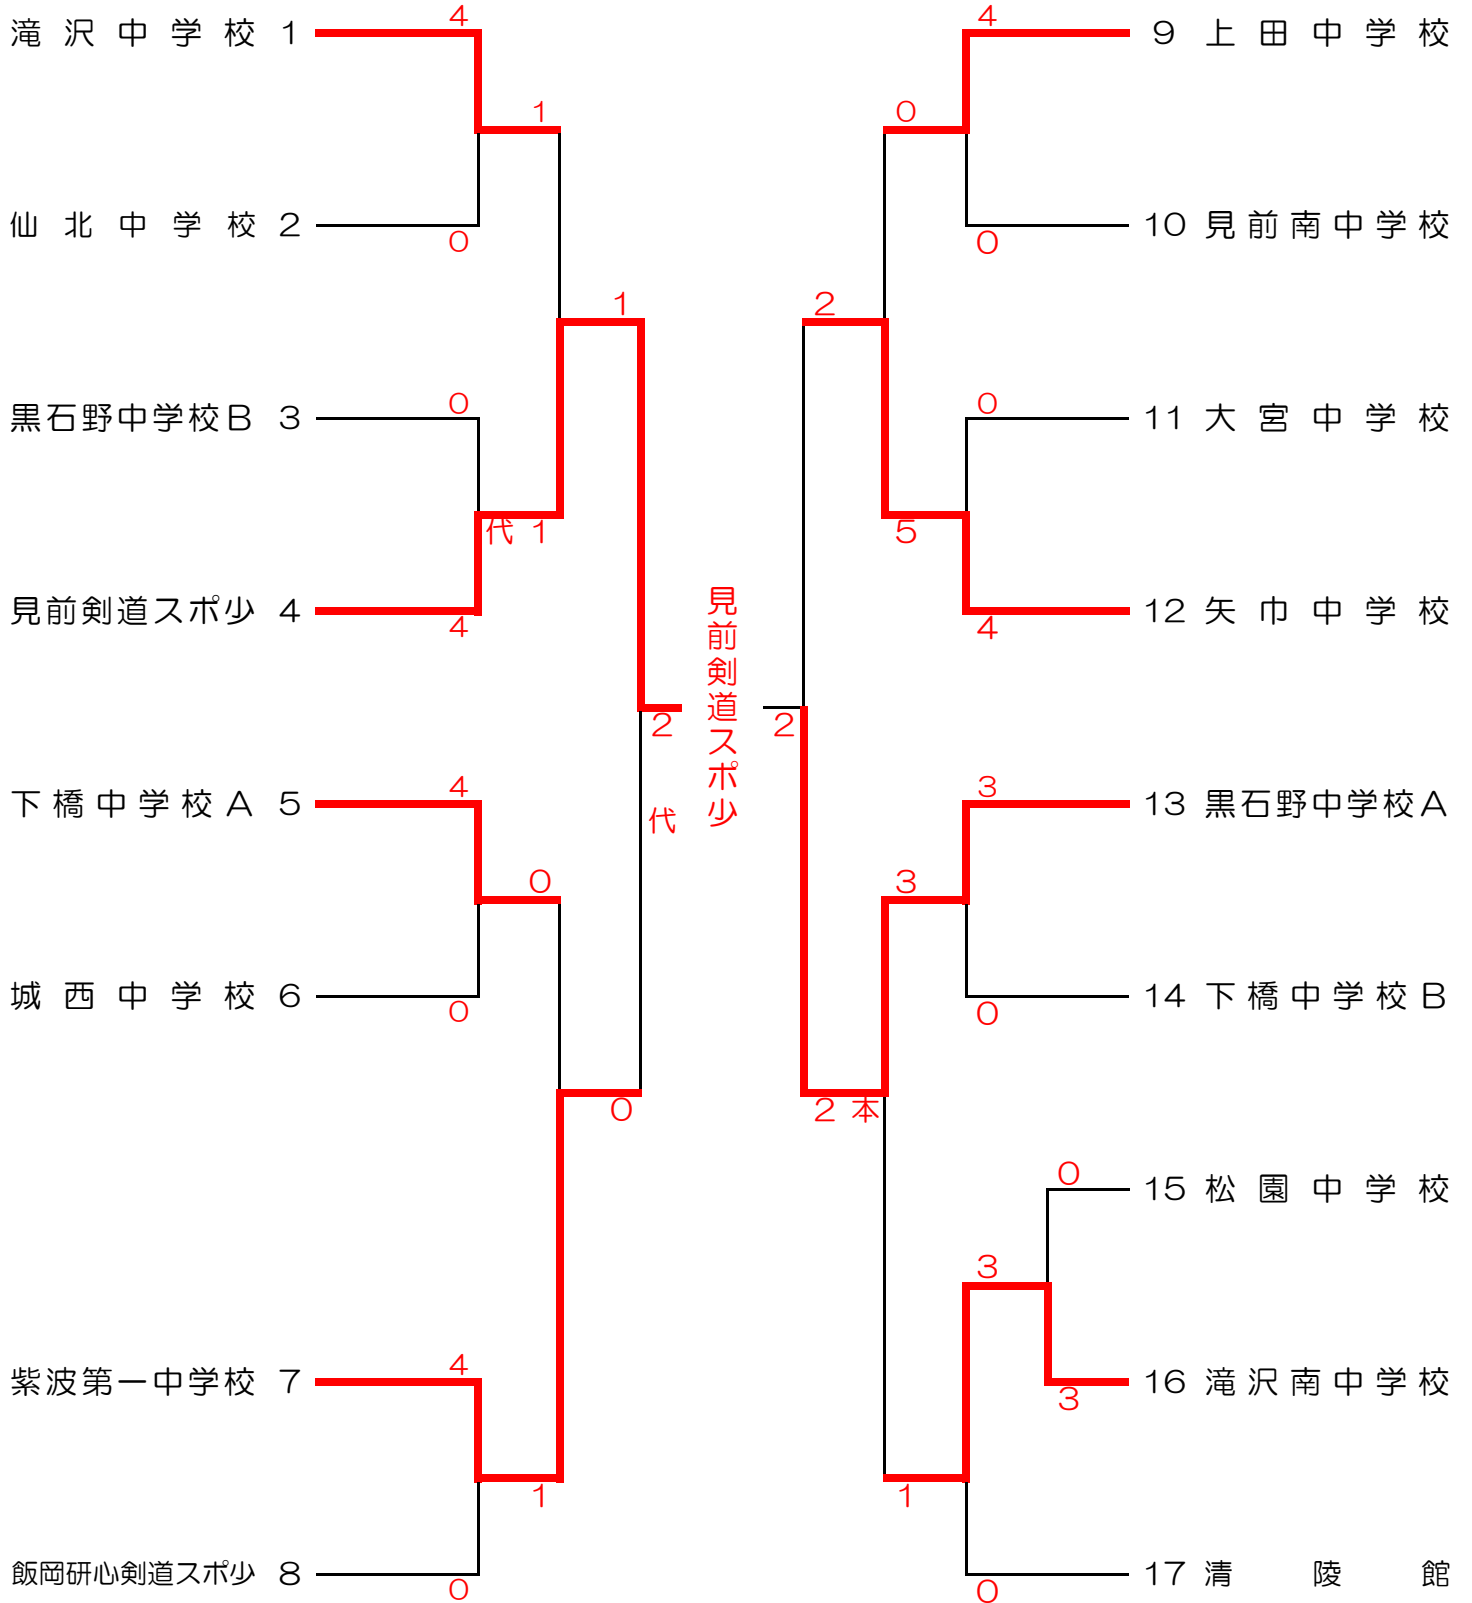 4
滝沢中学校 1
1
仙北中学校 2
0
1
0
黒石野中学校B 3
代 1
見前剣道スポ少 4
4
2
代
4
下橋中学校A 5
0
城西中学校 6
0
0
4
紫波第一中学校 7
1
飯岡研心剣道スポ少 8
0
見前剣道スポ少
4
9 上田中学校
0
10 見前南中学校
0
2
0
11 大宮中学校
5
12 矢巾中学校
4
2
3
13 黒石野中学校A
3
14 下橋中学校B
0
2 本
0
15 松園中学校
3
16 滝沢南中学校
3
1
17 清陵館
0